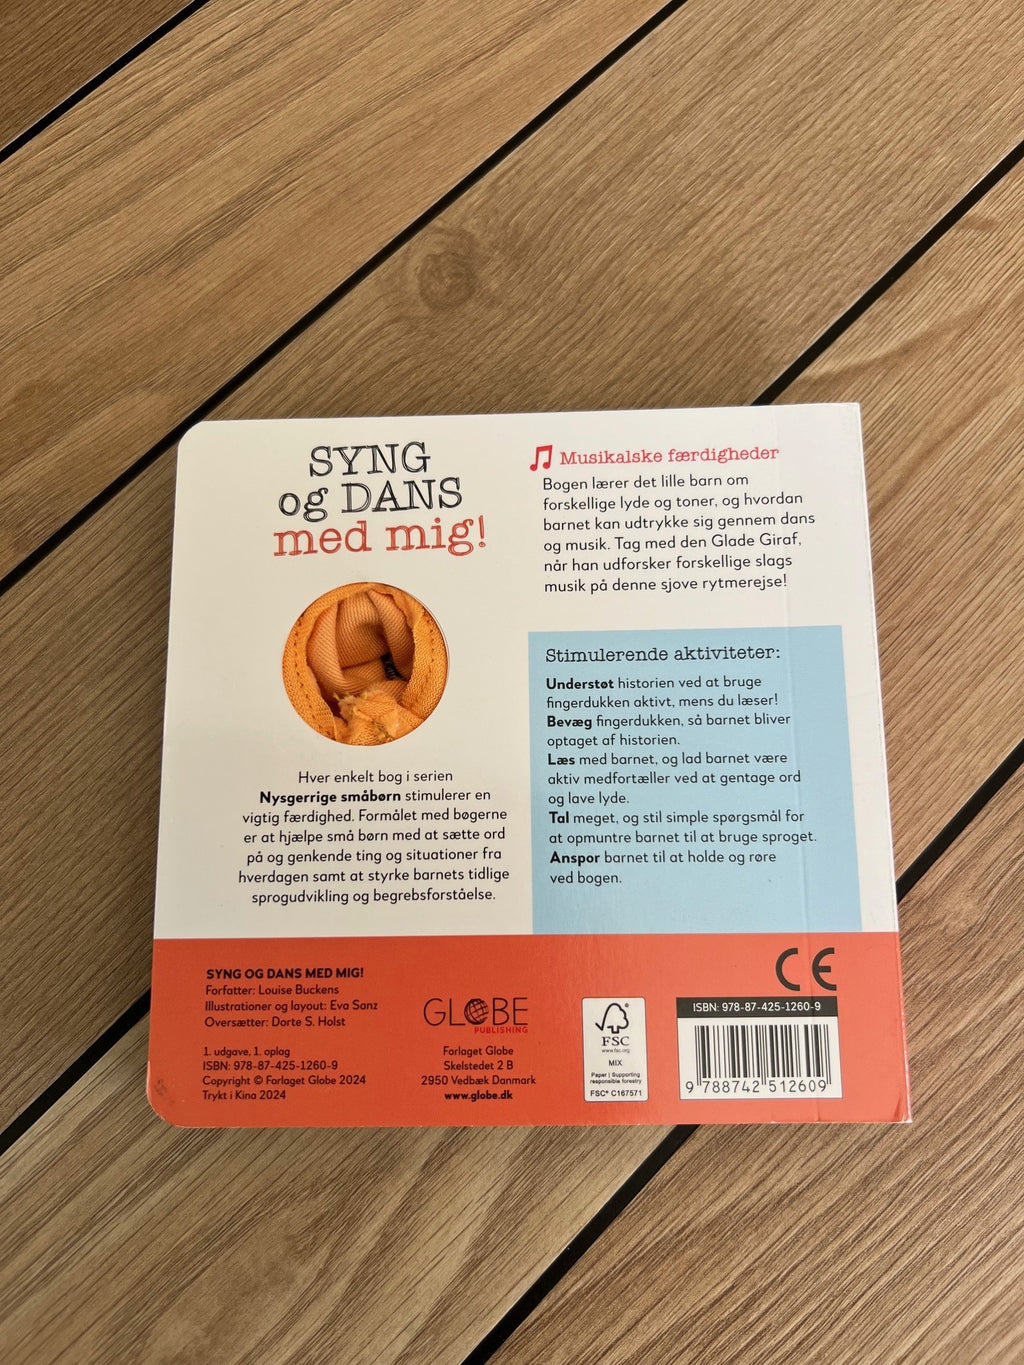 SYNG
og DANS
med mig!
Hver enkelt bog i serien
Nysgerrige småbørn stimulerer en
vigtig færdighed. Formålet med bøgerne
er at hjælpe små børn med at sætte ord
på og genkende ting og situationer fra
hverdagen samt at styrke barnets tidlige
sprogudvikling og begrebsforståelse.
Musikalske færdigheder
Bogen lærer det lille barn om
forskellige lyde og toner, og hvordan
barnet kan udtrykke sig gennem dans
og musik. Tag med den Glade Giraf,
når han udforsker forskellige slags
musik på denne sjove rytmerejse!
Stimulerende aktiviteter:
Understøt historien ved at bruge
fingerdukken aktivt, mens du læser!
Bevæg fingerdukken, så barnet bliver
optaget af historien.
Læs med barnet, og lad barnet være
aktiv medfortæller ved at gentage ord
og lave lyde.
Tal meget, og stil simple spørgsmål for
at opmuntre barnet til at bruge sproget.
Anspor barnet til at holde og røre
ved bogen.
SYNG OG DANS MED MIG!
Forfatter: Louise Buckens
Illustrationer og layout: Eva Sanz
Oversætter: Dorte S. Holst
1. udgave, 1. oplag
ISBN: 978-87-425-1260-9
Copyright © Forlaget Globe 2024
Trykt i Kina 2024
GLOBE
PUBLISHING
Forlaget Globe
Skelstedet 2 B
2950 Vedbæk Danmark
www.globe.dk
FSC
www.fsc.org
MIX
Paper | Supporting
responsible forestry
FSC® C167571
CE
ISBN: 978-87-425-1260-9
9 788742 512609